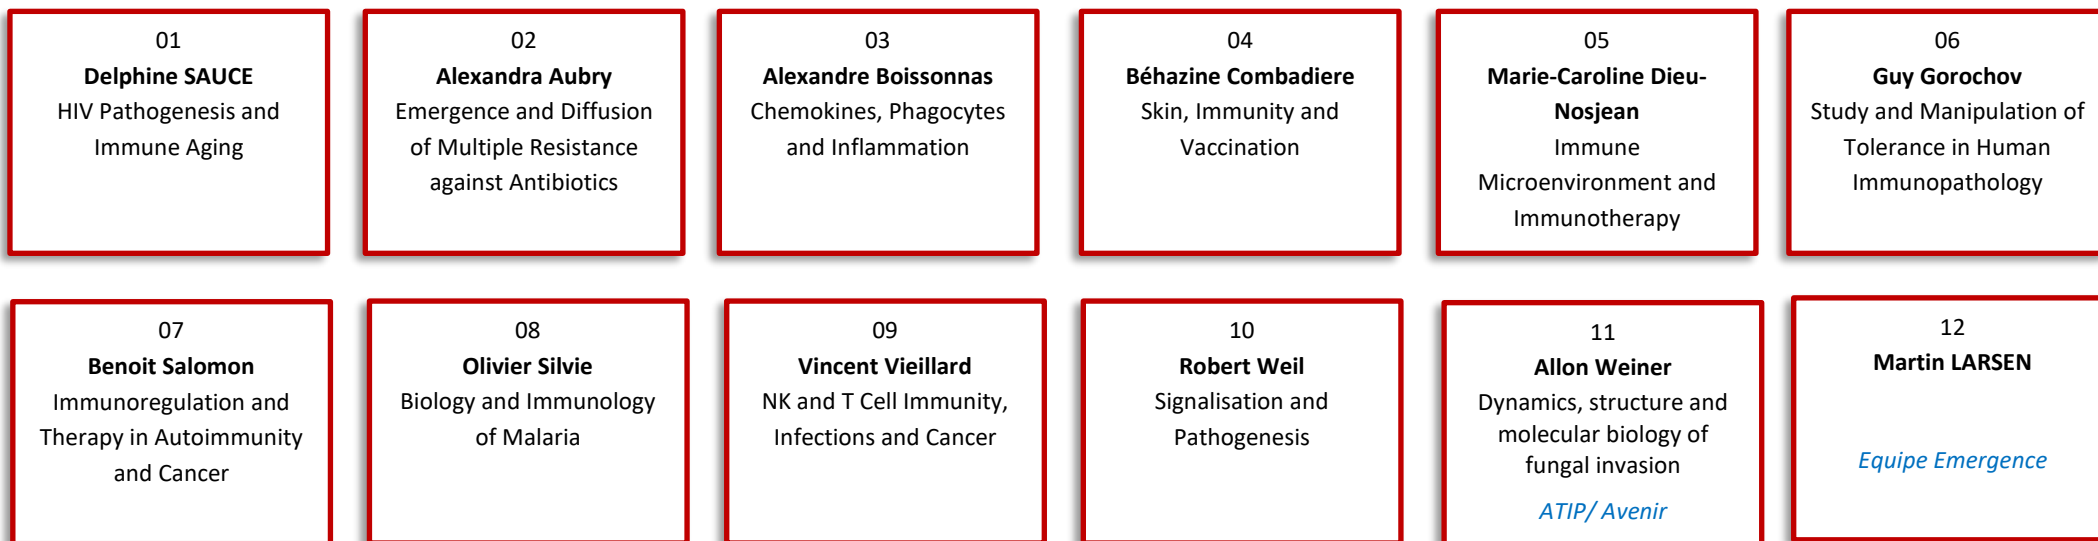 01
Delphine SAUCE
HIV Pathogenesis and
Immune Aging
02
Alexandra Aubry
Emergence and Diffusion
of Multiple Resistance
against Antibiotics
03
Alexandre Boissonnas
Chemokines, Phagocytes
and Inflammation
04
Béhazine Combadiere
Skin, Immunity and
Vaccination
05
Marie-Caroline Dieu-
Nosjean
Immune
Microenvironment and
Immunotherapy
06
Guy Gorochov
Study and Manipulation of
Tolerance in Human
Immunopathology
07
Benoit Salomon
Immunoregulation and
Therapy in Autoimmunity
and Cancer
08
Olivier Silvie
Biology and Immunology
of Malaria
09
Vincent Vieillard
NK and T Cell Immunity,
Infections and Cancer
10
Robert Weil
Signalisation and
Pathogenesis
11
Allon Weiner
Dynamics, structure and
molecular biology of
fungal invasion
ATIP/ Avenir
12
Martin LARSEN
Equipe Emergence